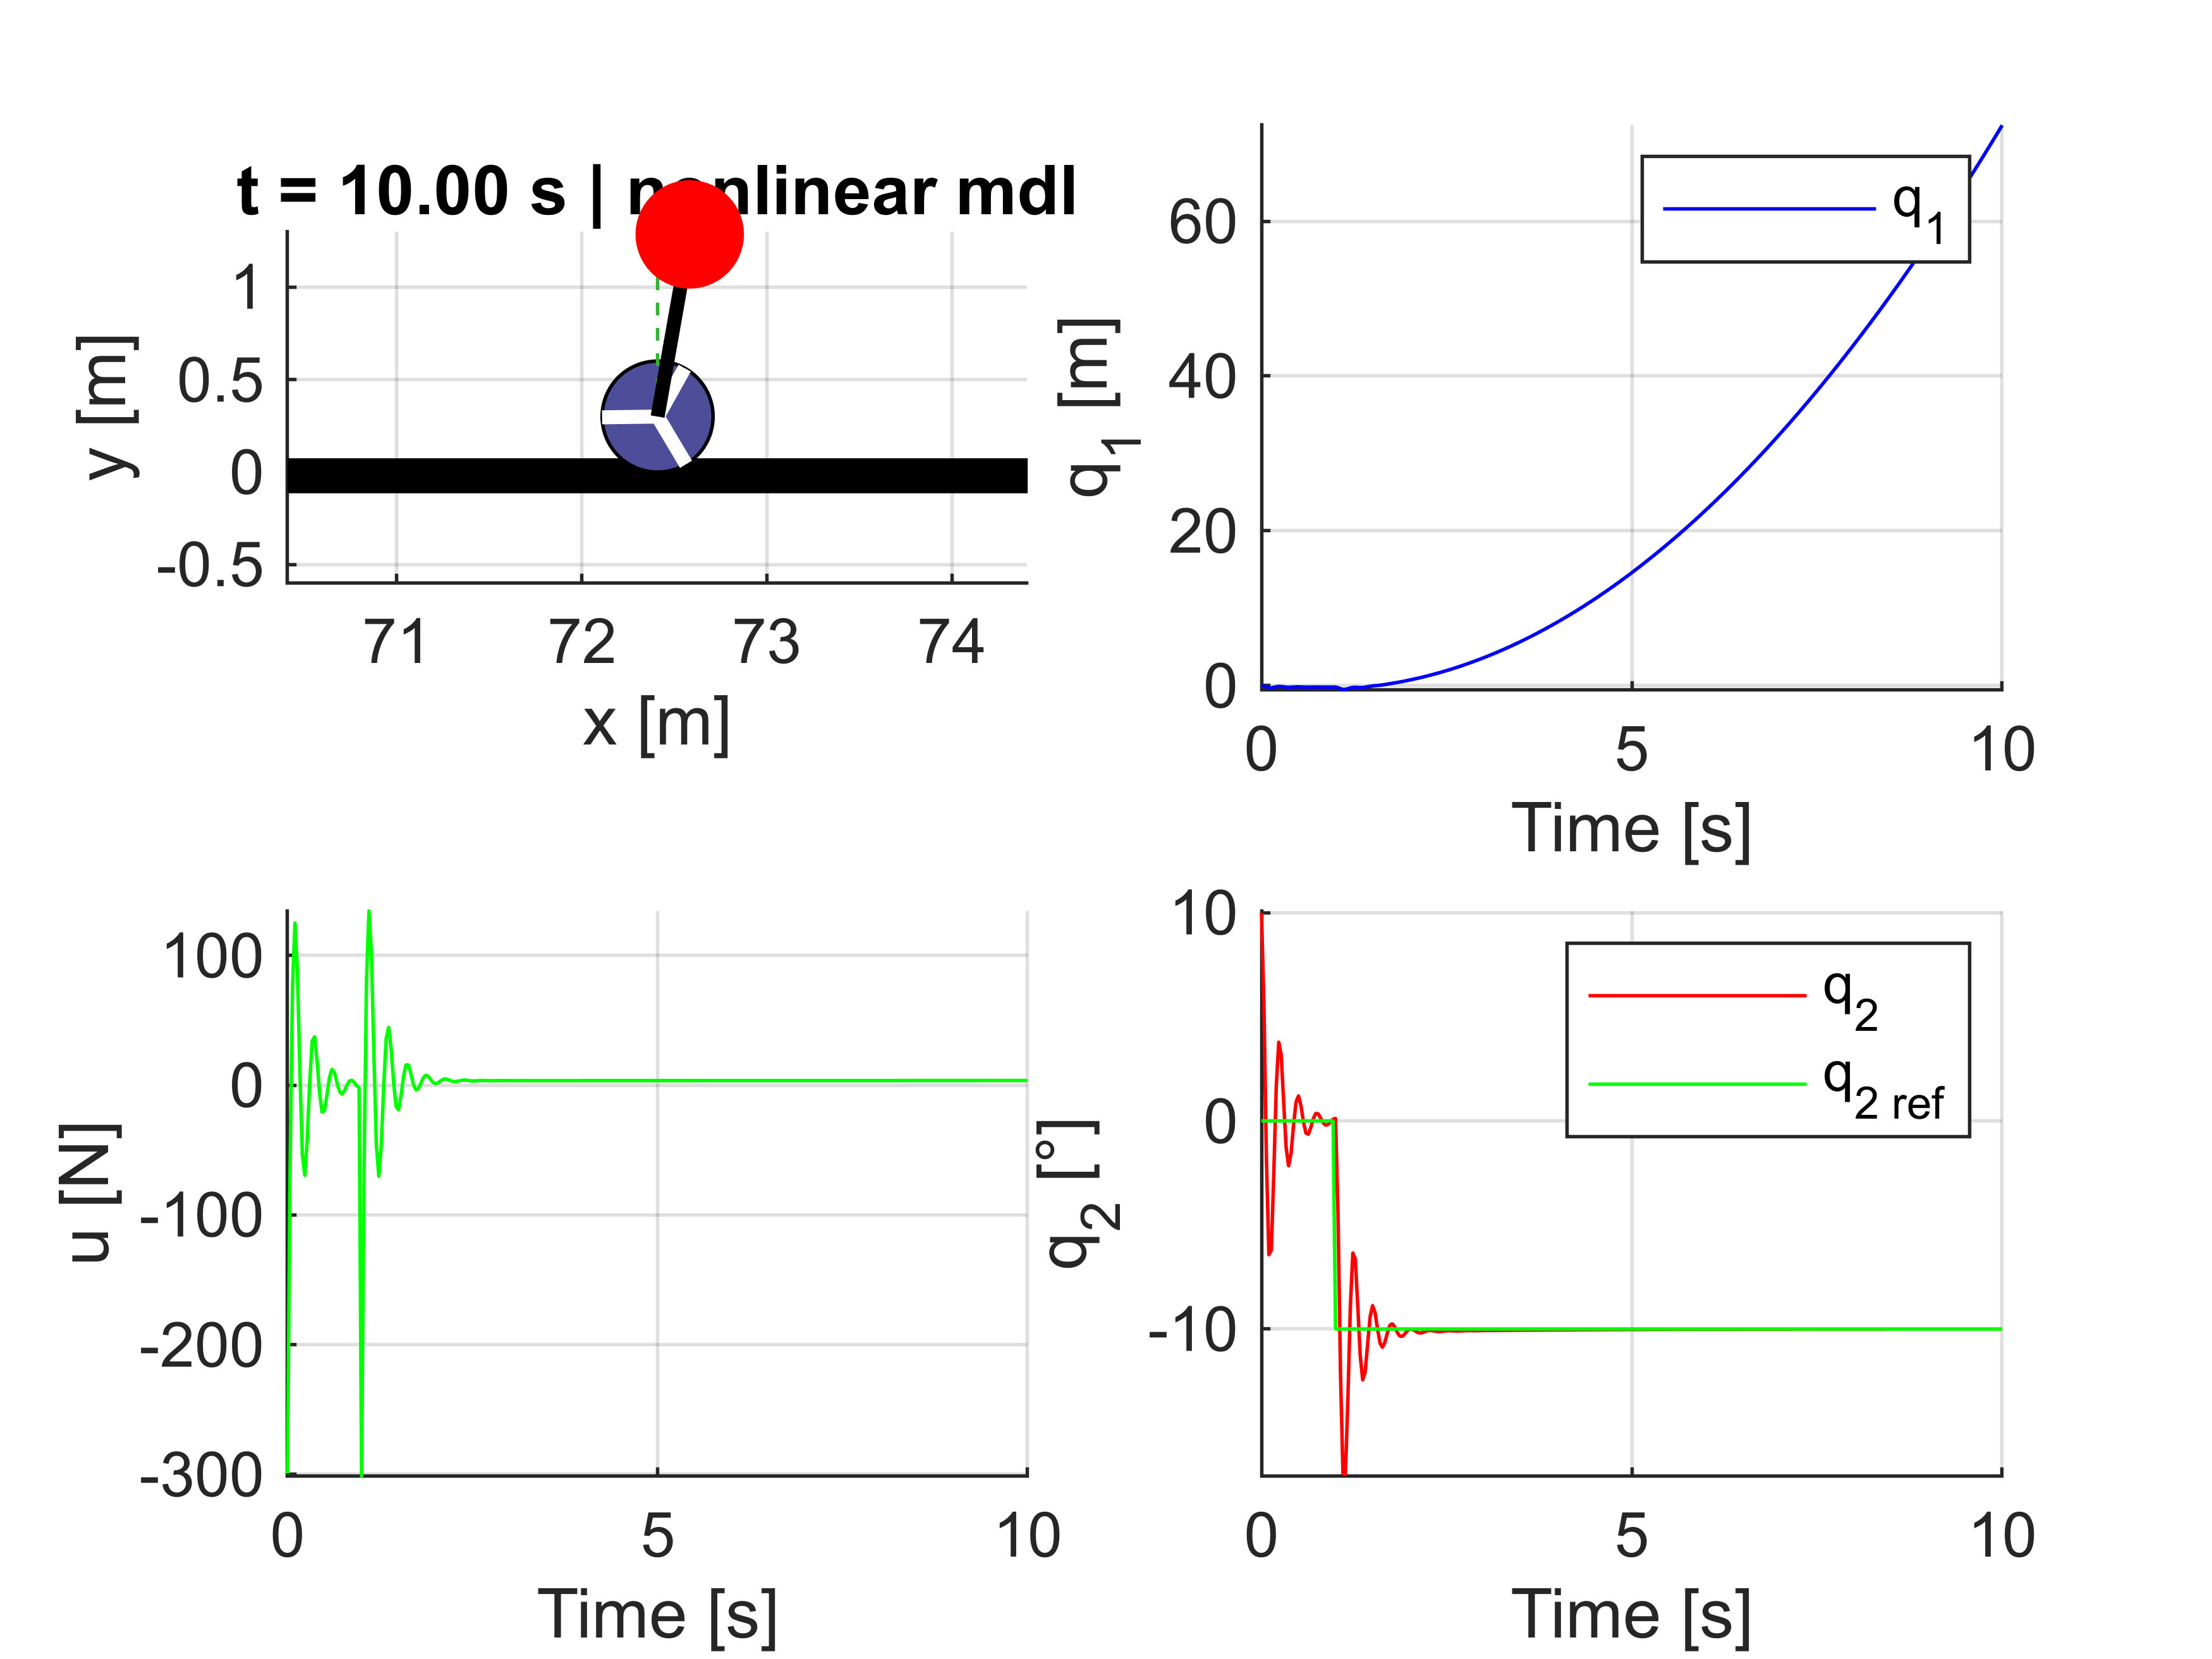 t = 10.00 s | nonlinear mdl
y [m]
1
0.5
0
-0.5
71 72 73 74
x [m]
q1 [m]
60
40
20
0
0 5 10
Time [s]
q1
u [N]
100
0
-100
-200
-300
0 5 10
Time [s]
q2 [°]
10
0
-10
0 5 10
Time [s]
q2
q2 ref